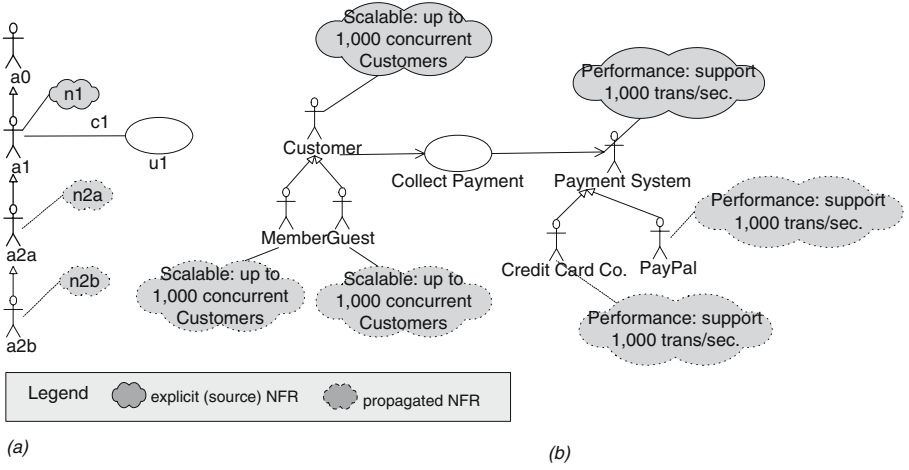 a0
n1
c1
a1
u1
n2a
a2a
n2b
a2b
Scalable: up to
1,000 concurrent
Customers
Performance: support
1,000 trans/sec.
Customer
Collect Payment
Payment System
Member
Guest
Performance: support
1,000 trans/sec.
Credit Card Co.
PayPal
Scalable: up to
1,000 concurrent
Customers
Scalable: up to
1,000 concurrent
Customers
Performance: support
1,000 trans/sec.
Legend
explicit (source) NFR
propagated NFR
(a)
(b)